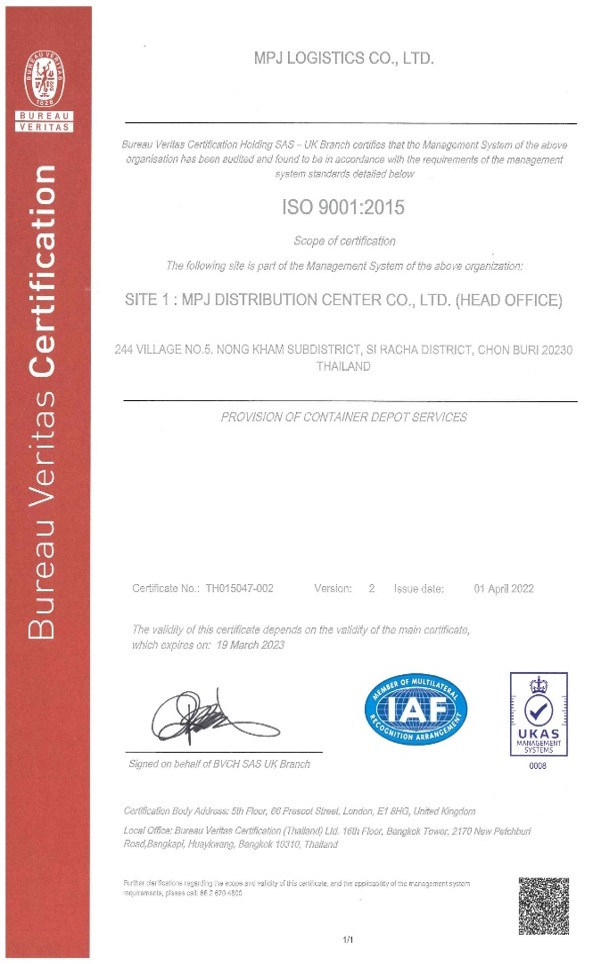 BUREAU VERITAS
1828
BUREAU
VERITAS
Bureau Veritas Certification
MPJ LOGISTICS CO., LTD.
Bureau Veritas Certification Holding SAS – UK Branch certifies that the Management System of the above
organisation has been audited and found to be in accordance with the requirements of the management
system standards detailed below
ISO 9001:2015
Scope of certification
The following site is part of the Management System of the above organization:
SITE 1 : MPJ DISTRIBUTION CENTER CO., LTD. (HEAD OFFICE)
244 VILLAGE NO.5, NONG KHAM SUBDISTRICT, SI RACHA DISTRICT, CHON BURI 20230
THAILAND
PROVISION OF CONTAINER DEPOT SERVICES
Certificate No.: TH015047-002 Version: 2 Issue date: 01 April 2022
The validity of this certificate depends on the validity of the main certificate,
which expires on: 19 March 2023
MEMBER OF MULTILATERAL
IAF
RECOGNITION ARRANGEMENT
UKAS
MANAGEMENT
SYSTEMS
0008
Signed on behalf of BVCH SAS UK Branch
Certification Body Address: 5th Floor, 66 Prescot Street, London, E1 8HG, United Kingdom
Local Office: Bureau Veritas Certification (Thailand) Ltd. 16th Floor, Bangkok Tower, 2170 New Petchburi
Road,Bangkapi, Huaykwang, Bangkok 10310, Thailand
Further clarifications regarding the scope and validity of this certificate, and the applicability of the management system
requirements, please call: 66 2 670 4800
1/1